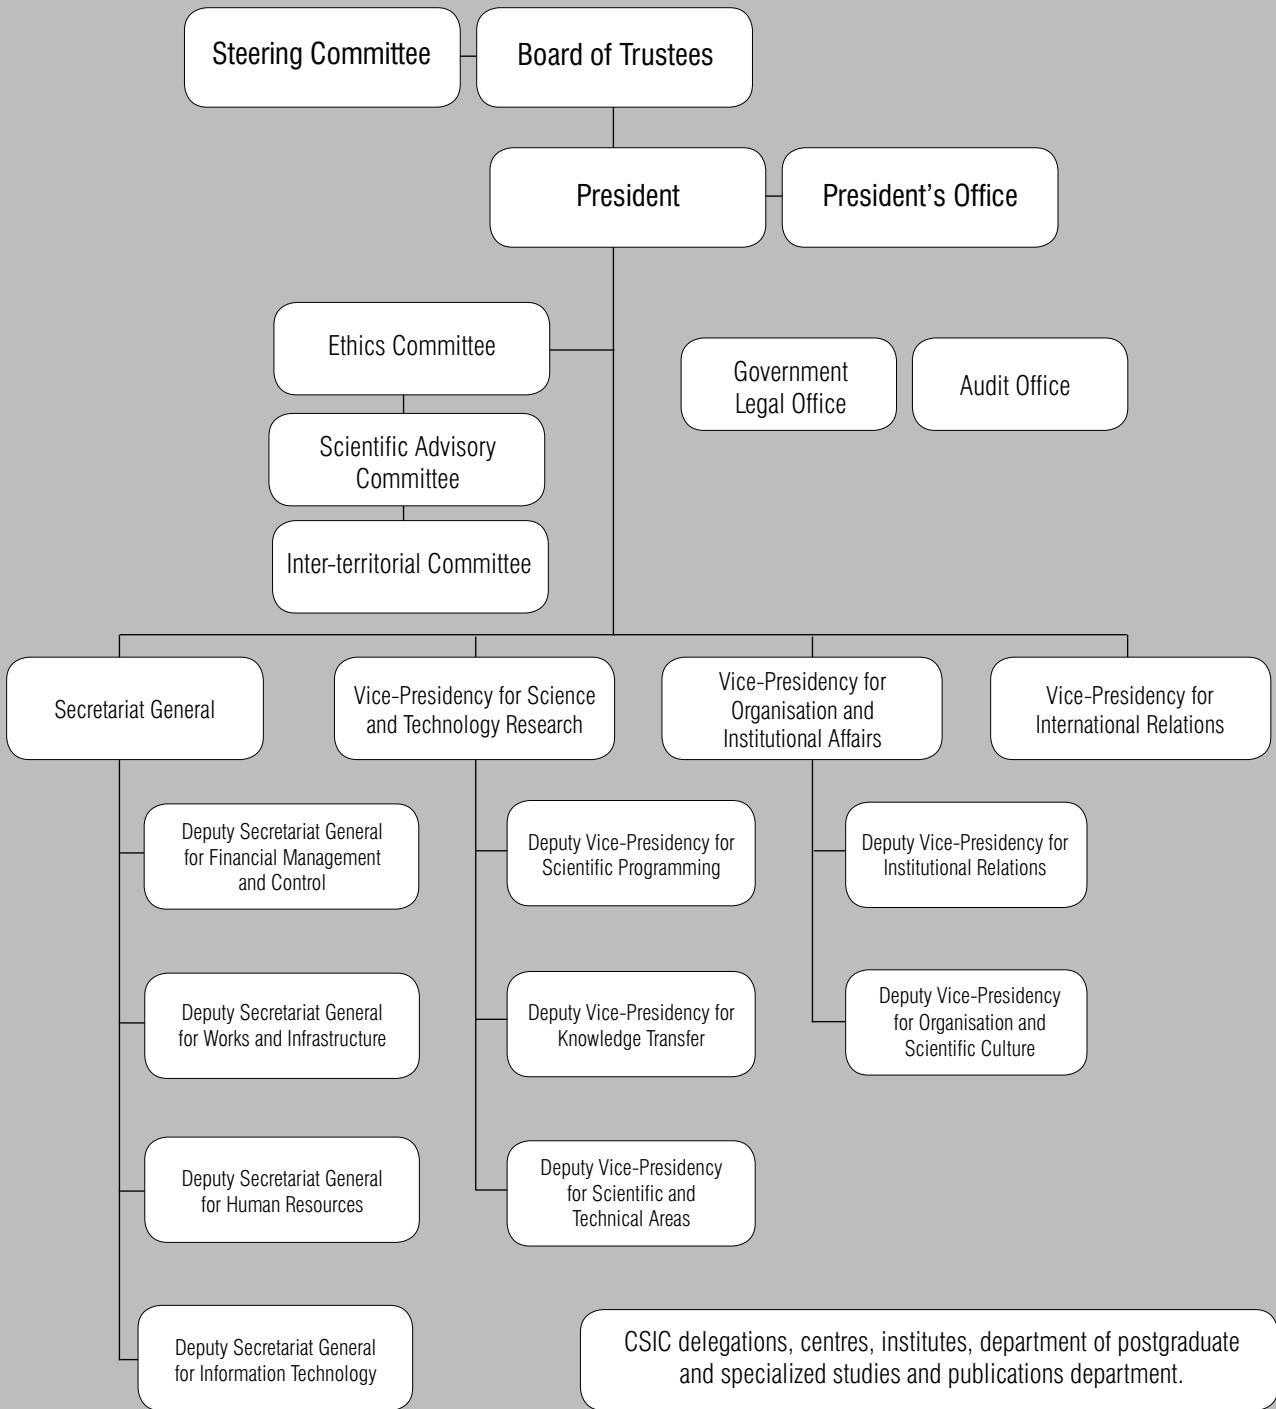 Steering Committee
Board of Trustees
President
President’s Office
Ethics Committee
Government
Legal Office
Audit Office
Scientific Advisory
Committee
Inter-territorial Committee
Secretariat General
Vice-Presidency for Science
and Technology Research
Vice-Presidency for
Organisation and
Institutional Affairs
Vice-Presidency for
International Relations
Deputy Secretariat General
for Financial Management
and Control
Deputy Vice-Presidency for
Scientific Programming
Deputy Vice-Presidency for
Institutional Relations
Deputy Secretariat General
for Works and Infrastructure
Deputy Vice-Presidency for
Knowledge Transfer
Deputy Vice-Presidency
for Organisation and
Scientific Culture
Deputy Secretariat General
for Human Resources
Deputy Vice-Presidency
for Scientific and
Technical Areas
Deputy Secretariat General
for Information Technology
CSIC delegations, centres, institutes, department of postgraduate
and specialized studies and publications department.